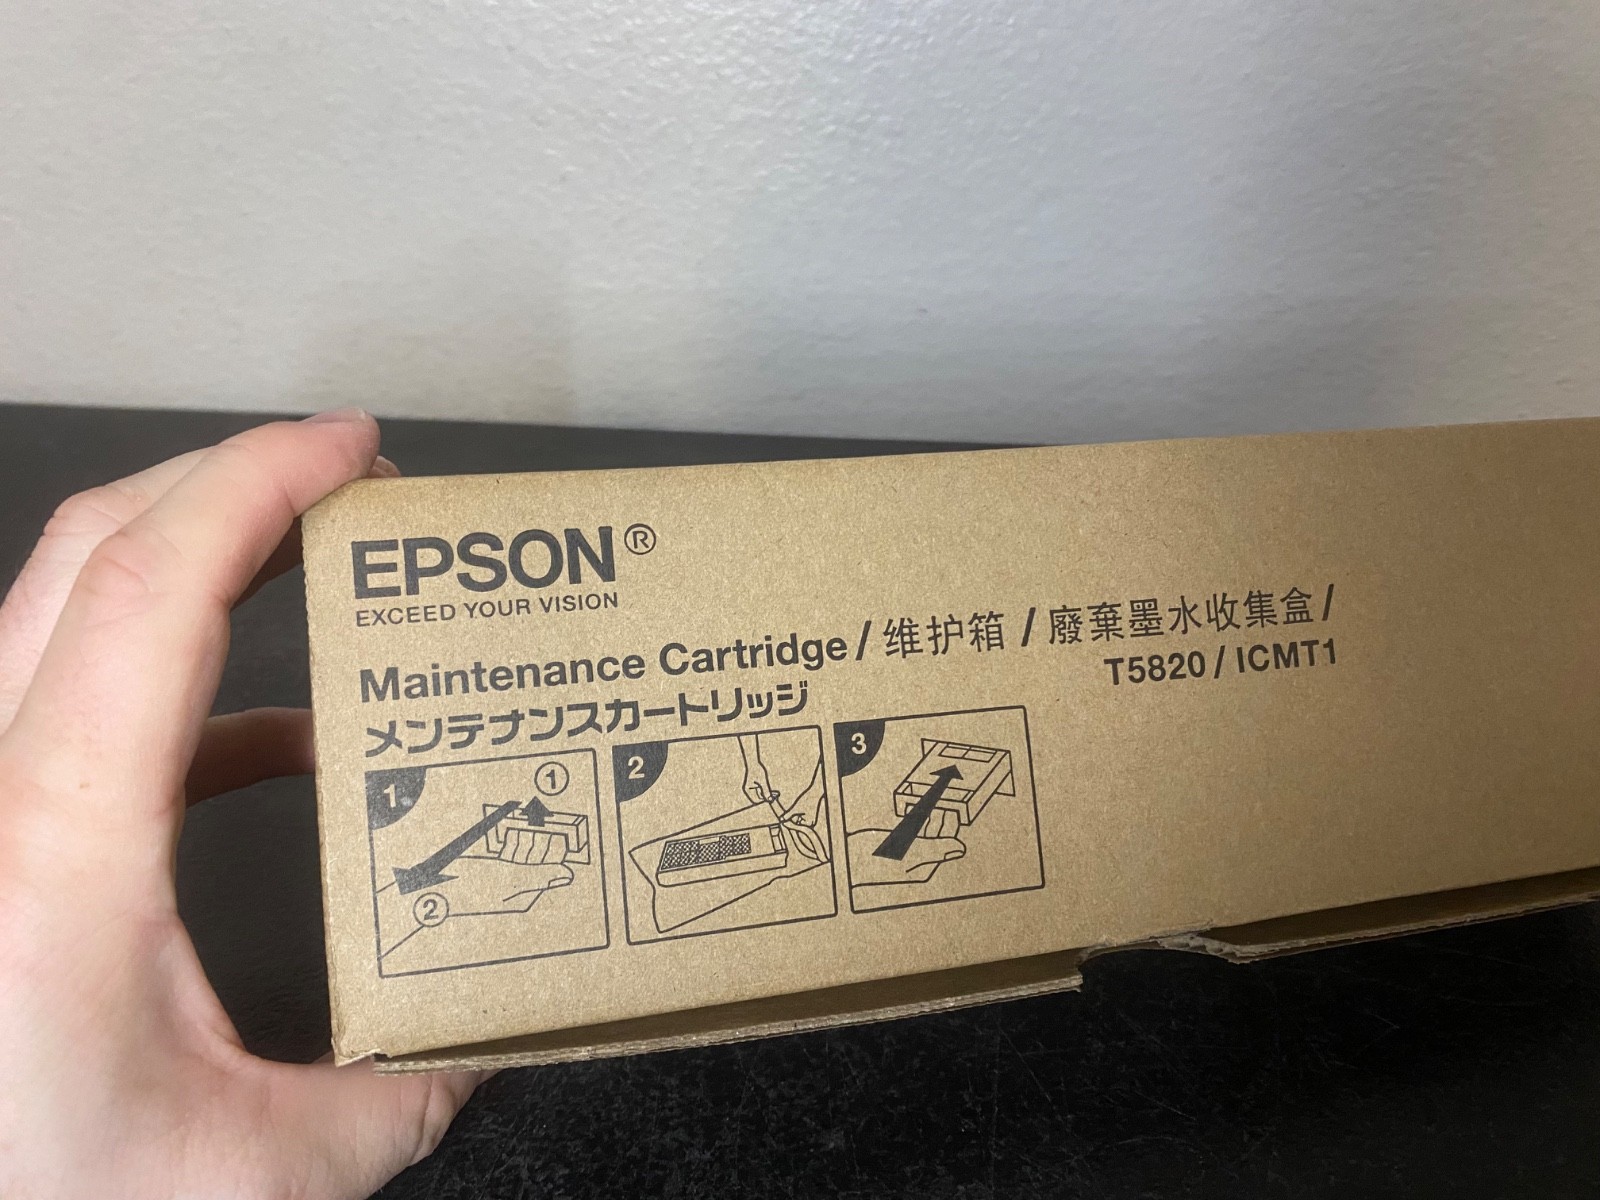 EPSON®
EXCEED YOUR VISION
Maintenance Cartridge / 维护箱 / 廢棄墨水收集盒 /
メンテナンスカートリッジ
T5820 / ICMT1
1
①
②
2
3